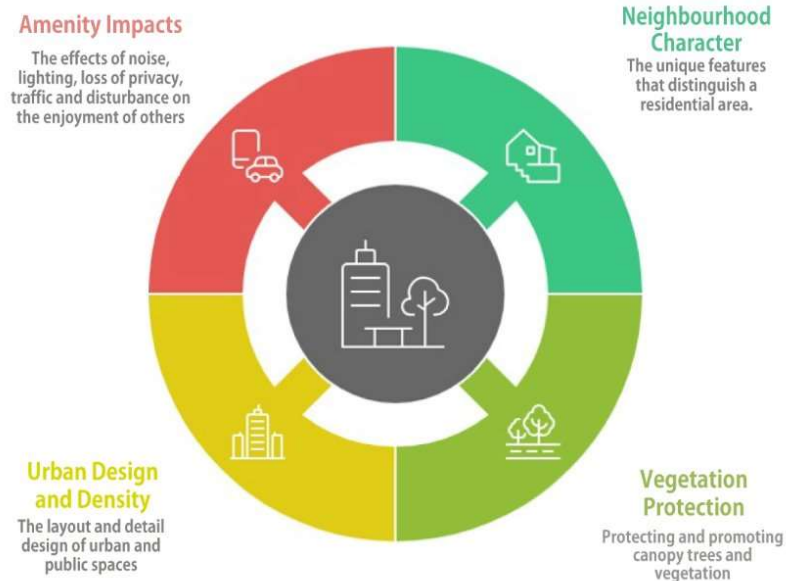 Amenity Impacts
The effects of noise,
lighting, loss of privacy,
traffic and disturbance on
the enjoyment of others
Neighbourhood
Character
The unique features
that distinguish a
residential area.
Urban Design
and Density
The layout and detail
design of urban and
public spaces
Vegetation
Protection
Protecting and promoting
canopy trees and
vegetation